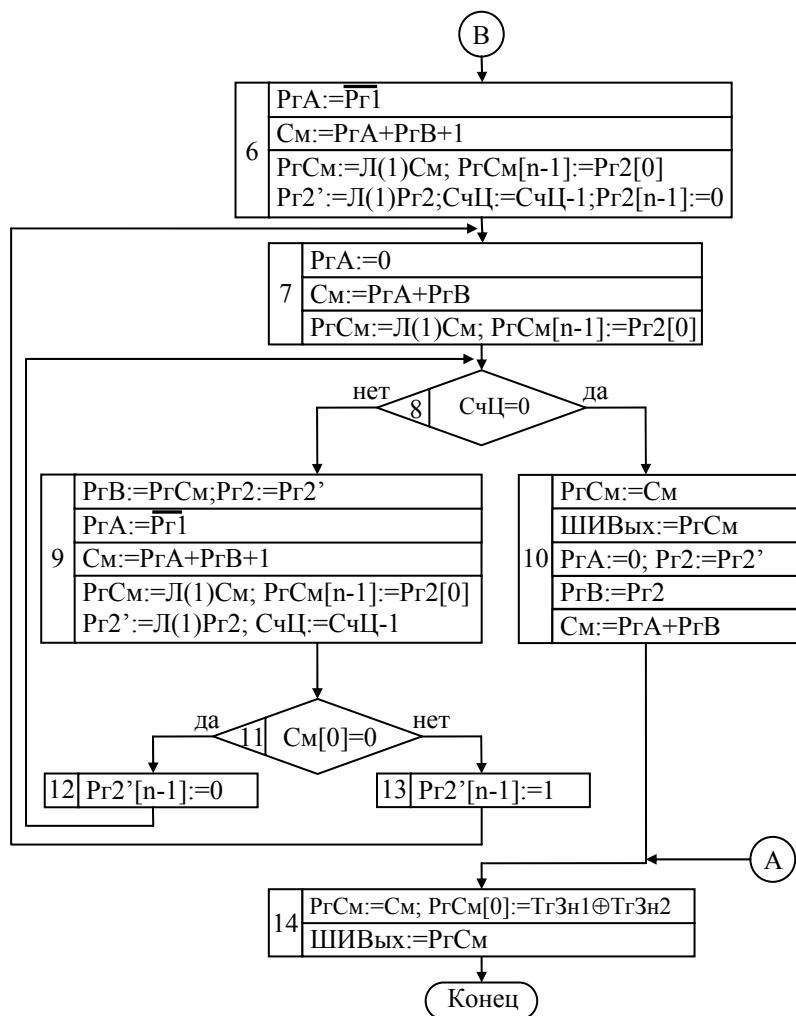 В
6
РгА:=Рг1
См:=РгА+РгВ+1
РгСм:=Л(1)См; РгСм[n-1]:=Рг2[0]
Рг2’:=Л(1)Рг2;СчЦ:=СчЦ-1;Рг2[n-1]:=0
7
РгА:=0
См:=РгА+РгВ
РгСм:=Л(1)См; РгСм[n-1]:=Рг2[0]
нет
8
СчЦ=0
да
9
РгВ:=РгСм;Рг2:=Рг2’
РгА:=Рг1
См:=РгА+РгВ+1
РгСм:=Л(1)См; РгСм[n-1]:=Рг2[0]
Рг2’:=Л(1)Рг2; СчЦ:=СчЦ-1
10
РгСм:=См
ШИВых:=РгСм
РгА:=0; Рг2:=Рг2’
РгВ:=Рг2
См:=РгА+РгВ
да
11
См[0]=0
нет
12
Рг2’[n-1]:=0
13
Рг2’[n-1]:=1
А
14
РгСм:=См; РгСм[0]:=ТгЗн1⊕ТгЗн2
ШИВых:=РгСм
Конец